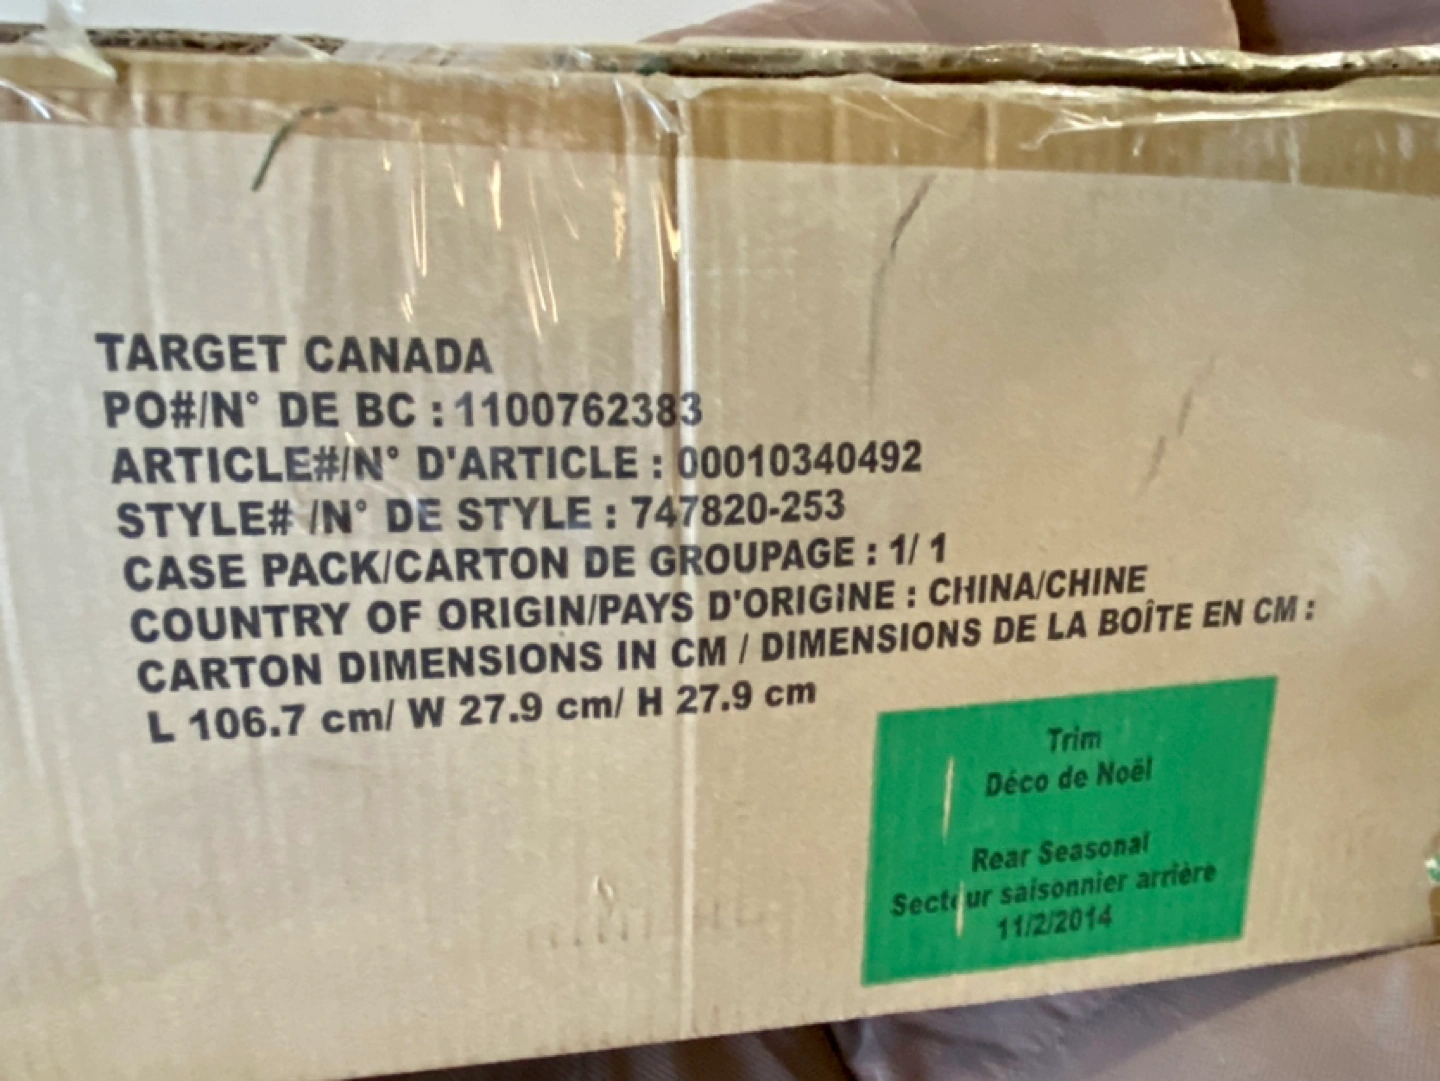 TARGET CANADA
PO#/N° DE BC : 1100762383
ARTICLE#/N° D'ARTICLE : 00010340492
STYLE# /N° DE STYLE : 747820-253
CASE PACK/CARTON DE GROUPAGE : 1/ 1
COUNTRY OF ORIGIN/PAYS D'ORIGINE : CHINA/CHINE
CARTON DIMENSIONS IN CM / DIMENSIONS DE LA BOÎTE EN CM :
L 106.7 cm/ W 27.9 cm/ H 27.9 cm
Trim
Déco de Noël
Rear Seasonal
Secteur saisonnier arrière
11/2/2014